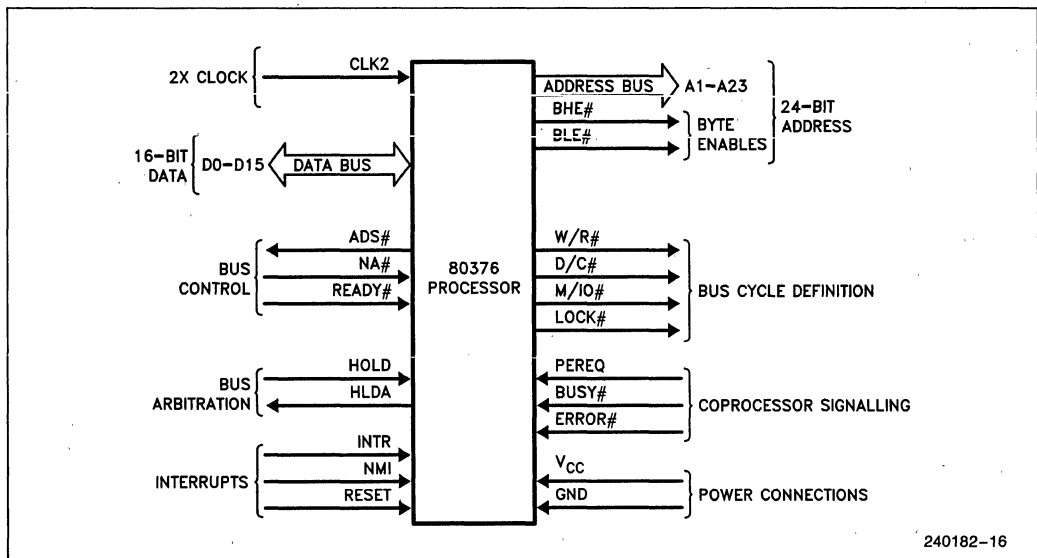 2X CLOCK
CLK2
16-BIT
DATA
D0-D15
DATA BUS
BUS
CONTROL
ADS#
NA#
READY#
BUS
ARBITRATION
HOLD
HLDA
INTERRUPTS
INTR
NMI
RESET
80376
PROCESSOR
ADDRESS BUS
A1-A23
BHE#
BLE#
BYTE
ENABLES
24-BIT
ADDRESS
W/R#
D/C#
M/IO#
LOCK#
BUS CYCLE DEFINITION
PEREQ
BUSY#
ERROR#
COPROCESSOR SIGNALLING
VCC
GND
POWER CONNECTIONS
240182-16